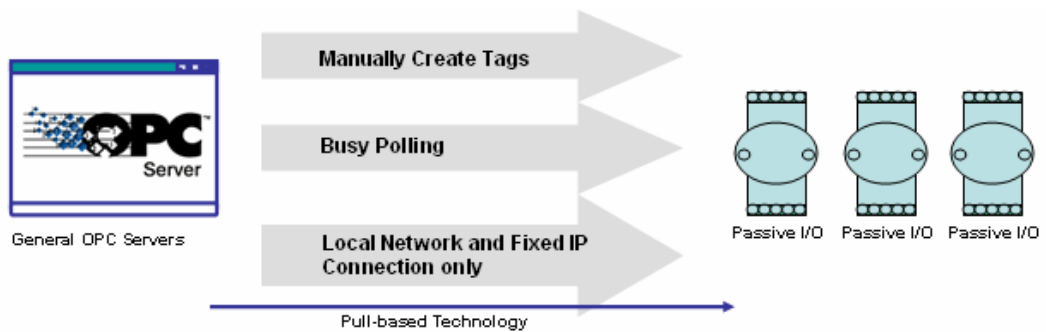 Manually Create Tags
OPC™
Server
Busy Polling
General OPC Servers
Local Network and Fixed IP
Connection only
Passive I/O Passive I/O Passive I/O
Pull-based Technology